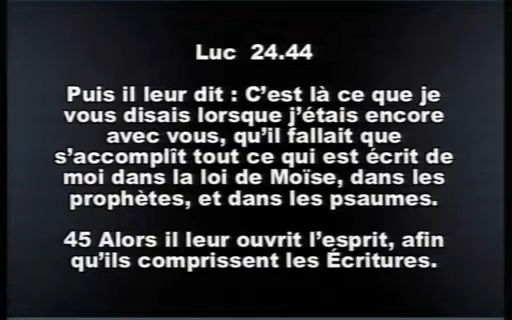 Luc 24.44
Puis il leur dit : C'est là ce que je
vous disais lorsque j'étais encore
avec vous, qu'il fallait que
s'accomplît tout ce qui est écrit de
moi dans la loi de Moïse, dans les
prophètes, et dans les psaumes.
45 Alors il leur ouvrit l'esprit, afin
qu'ils comprissent les Écritures.